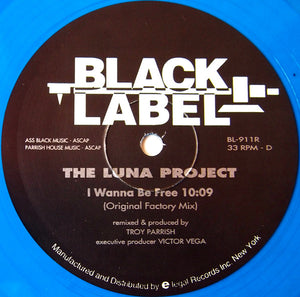 BLACK
LABEL
ASS BLACK MUSIC - ASCAP
PARRISH HOUSE MUSIC - ASCAP
BL-911R
33 RPM - D
THE LUNA PROJECT
I Wanna Be Free 10:09
(Original Factory Mix)
remixed & produced by
TROY PARRISH
executive producer VICTOR VEGA
Manufactured and Distributed by e legal Records Inc. New York